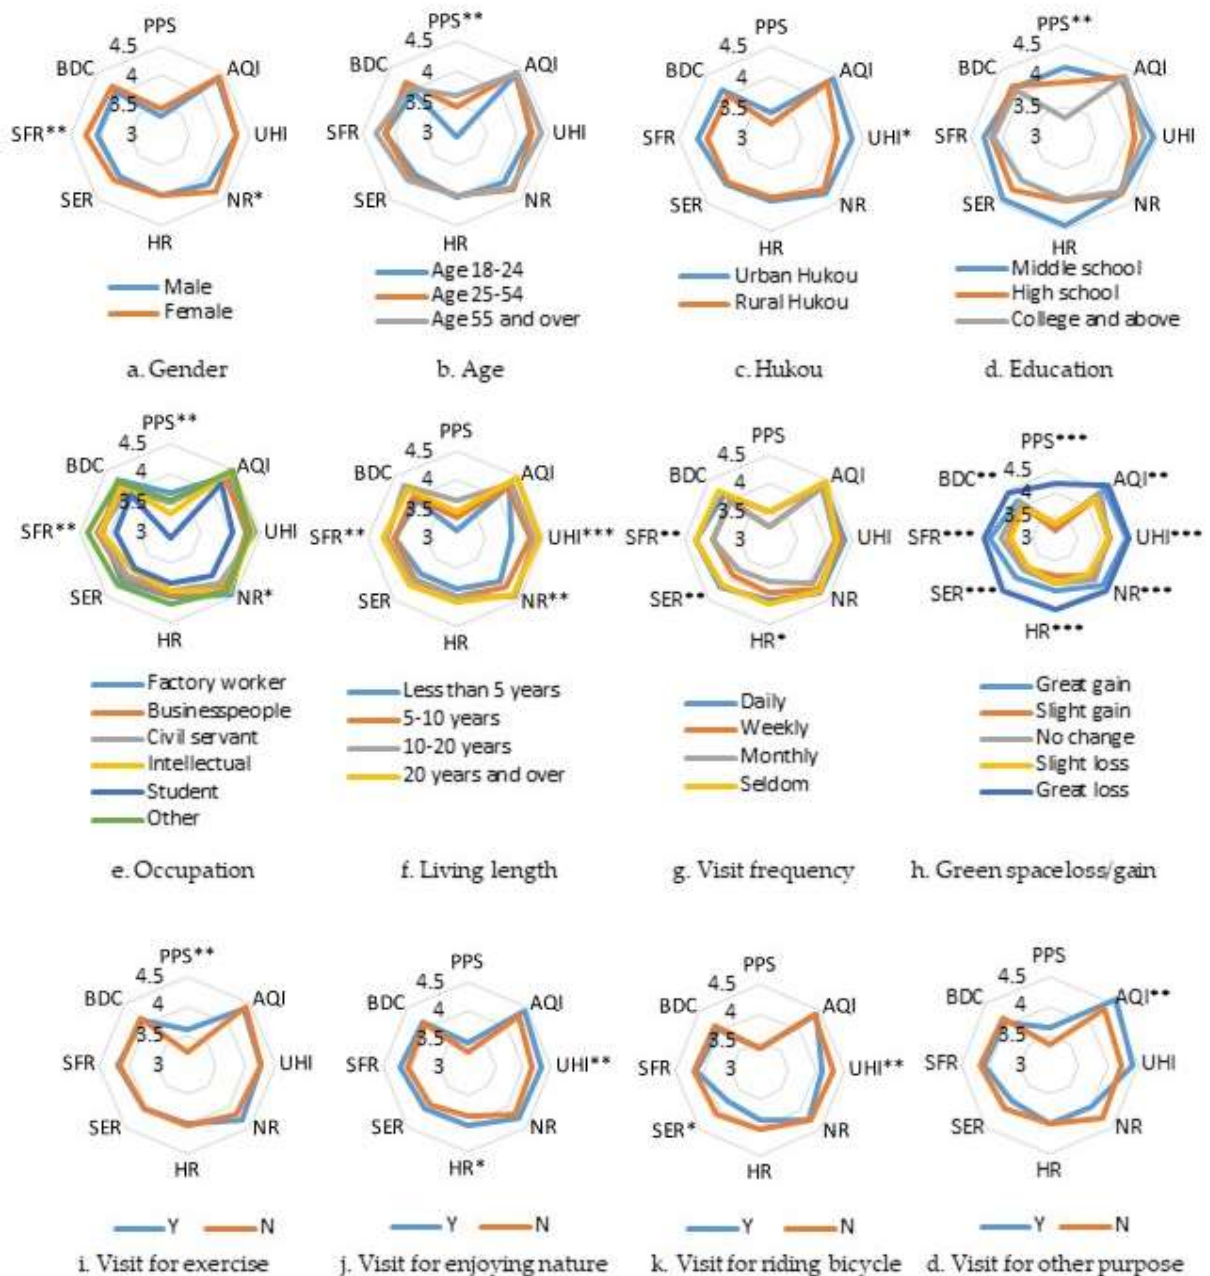 PPS
4.5
BDC
4
AQI
3.5
SFR**
3
UHI
SER
NR*
HR
Male
Female
a. Gender
PPS**
4.5
BDC
4
AQI
3.5
SFR
3
UHI
SER
NR
HR
Age 18-24
Age 25-54
Age 55 and over
b. Age
PPS
4.5
BDC
4
AQI
3.5
SFR
3
UHI*
SER
NR
HR
Urban Hukou
Rural Hukou
c. Hukou
PPS**
4.5
BDC
4
AQI
3.5
SFR
3
UHI
SER
NR
HR
Middle school
High school
College and above
d. Education
PPS**
4.5
BDC
4
AQI
3.5
SFR**
3
UHI
SER
NR*
HR
Factory worker
Businesspeople
Civil servant
Intellectual
Student
Other
e. Occupation
PPS
4.5
BDC
4
AQI
3.5
SFR**
3
UHI***
SER
NR**
HR
Less than 5 years
5-10 years
10-20 years
20 years and over
f. Living length
PPS
4.5
BDC
4
AQI
3.5
SFR**
3
UHI
SER**
NR
HR*
Daily
Weekly
Monthly
Seldom
g. Visit frequency
PPS***
4.5
BDC**
4
AQI**
3.5
SFR***
3
UHI***
SER***
NR***
HR***
Great gain
Slight gain
No change
Slight loss
Great loss
h. Green space loss/gain
PPS**
4.5
BDC
4
AQI
3.5
SFR
3
UHI
SER
NR
HR
Y N
i. Visit for exercise
PPS
4.5
BDC
4
AQI
3.5
SFR
3
UHI**
SER
NR
HR*
Y N
j. Visit for enjoying nature
PPS
4.5
BDC
4
AQI
3.5
SFR
3
UHI**
SER*
NR
HR
Y N
k. Visit for riding bicycle
PPS
4.5
BDC
4
AQI**
3.5
SFR
3
UHI
SER
NR
HR
Y N
d. Visit for other purpose